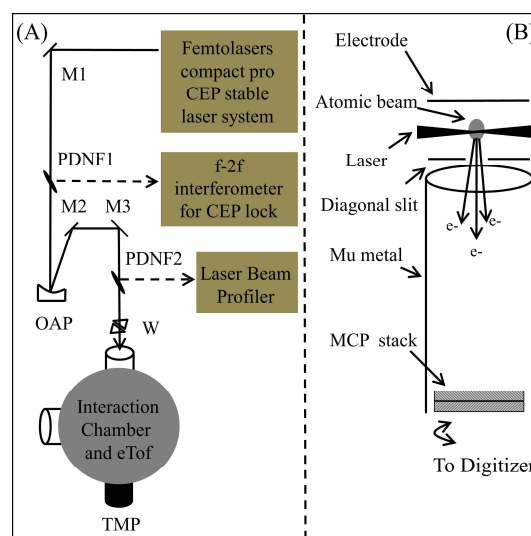 (A)
Femtolasers
compact pro
CEP stable
laser system
M1
PDNF1
f-2f
interferometer
for CEP lock
M2
M3
PDNF2
Laser Beam
Profiler
OAP
W
Interaction
Chamber
and eTof
TMP
(B)
Electrode
Atomic beam
Laser
Diagonal slit
e-
e-
e-
Mu metal
MCP stack
To Digitizer